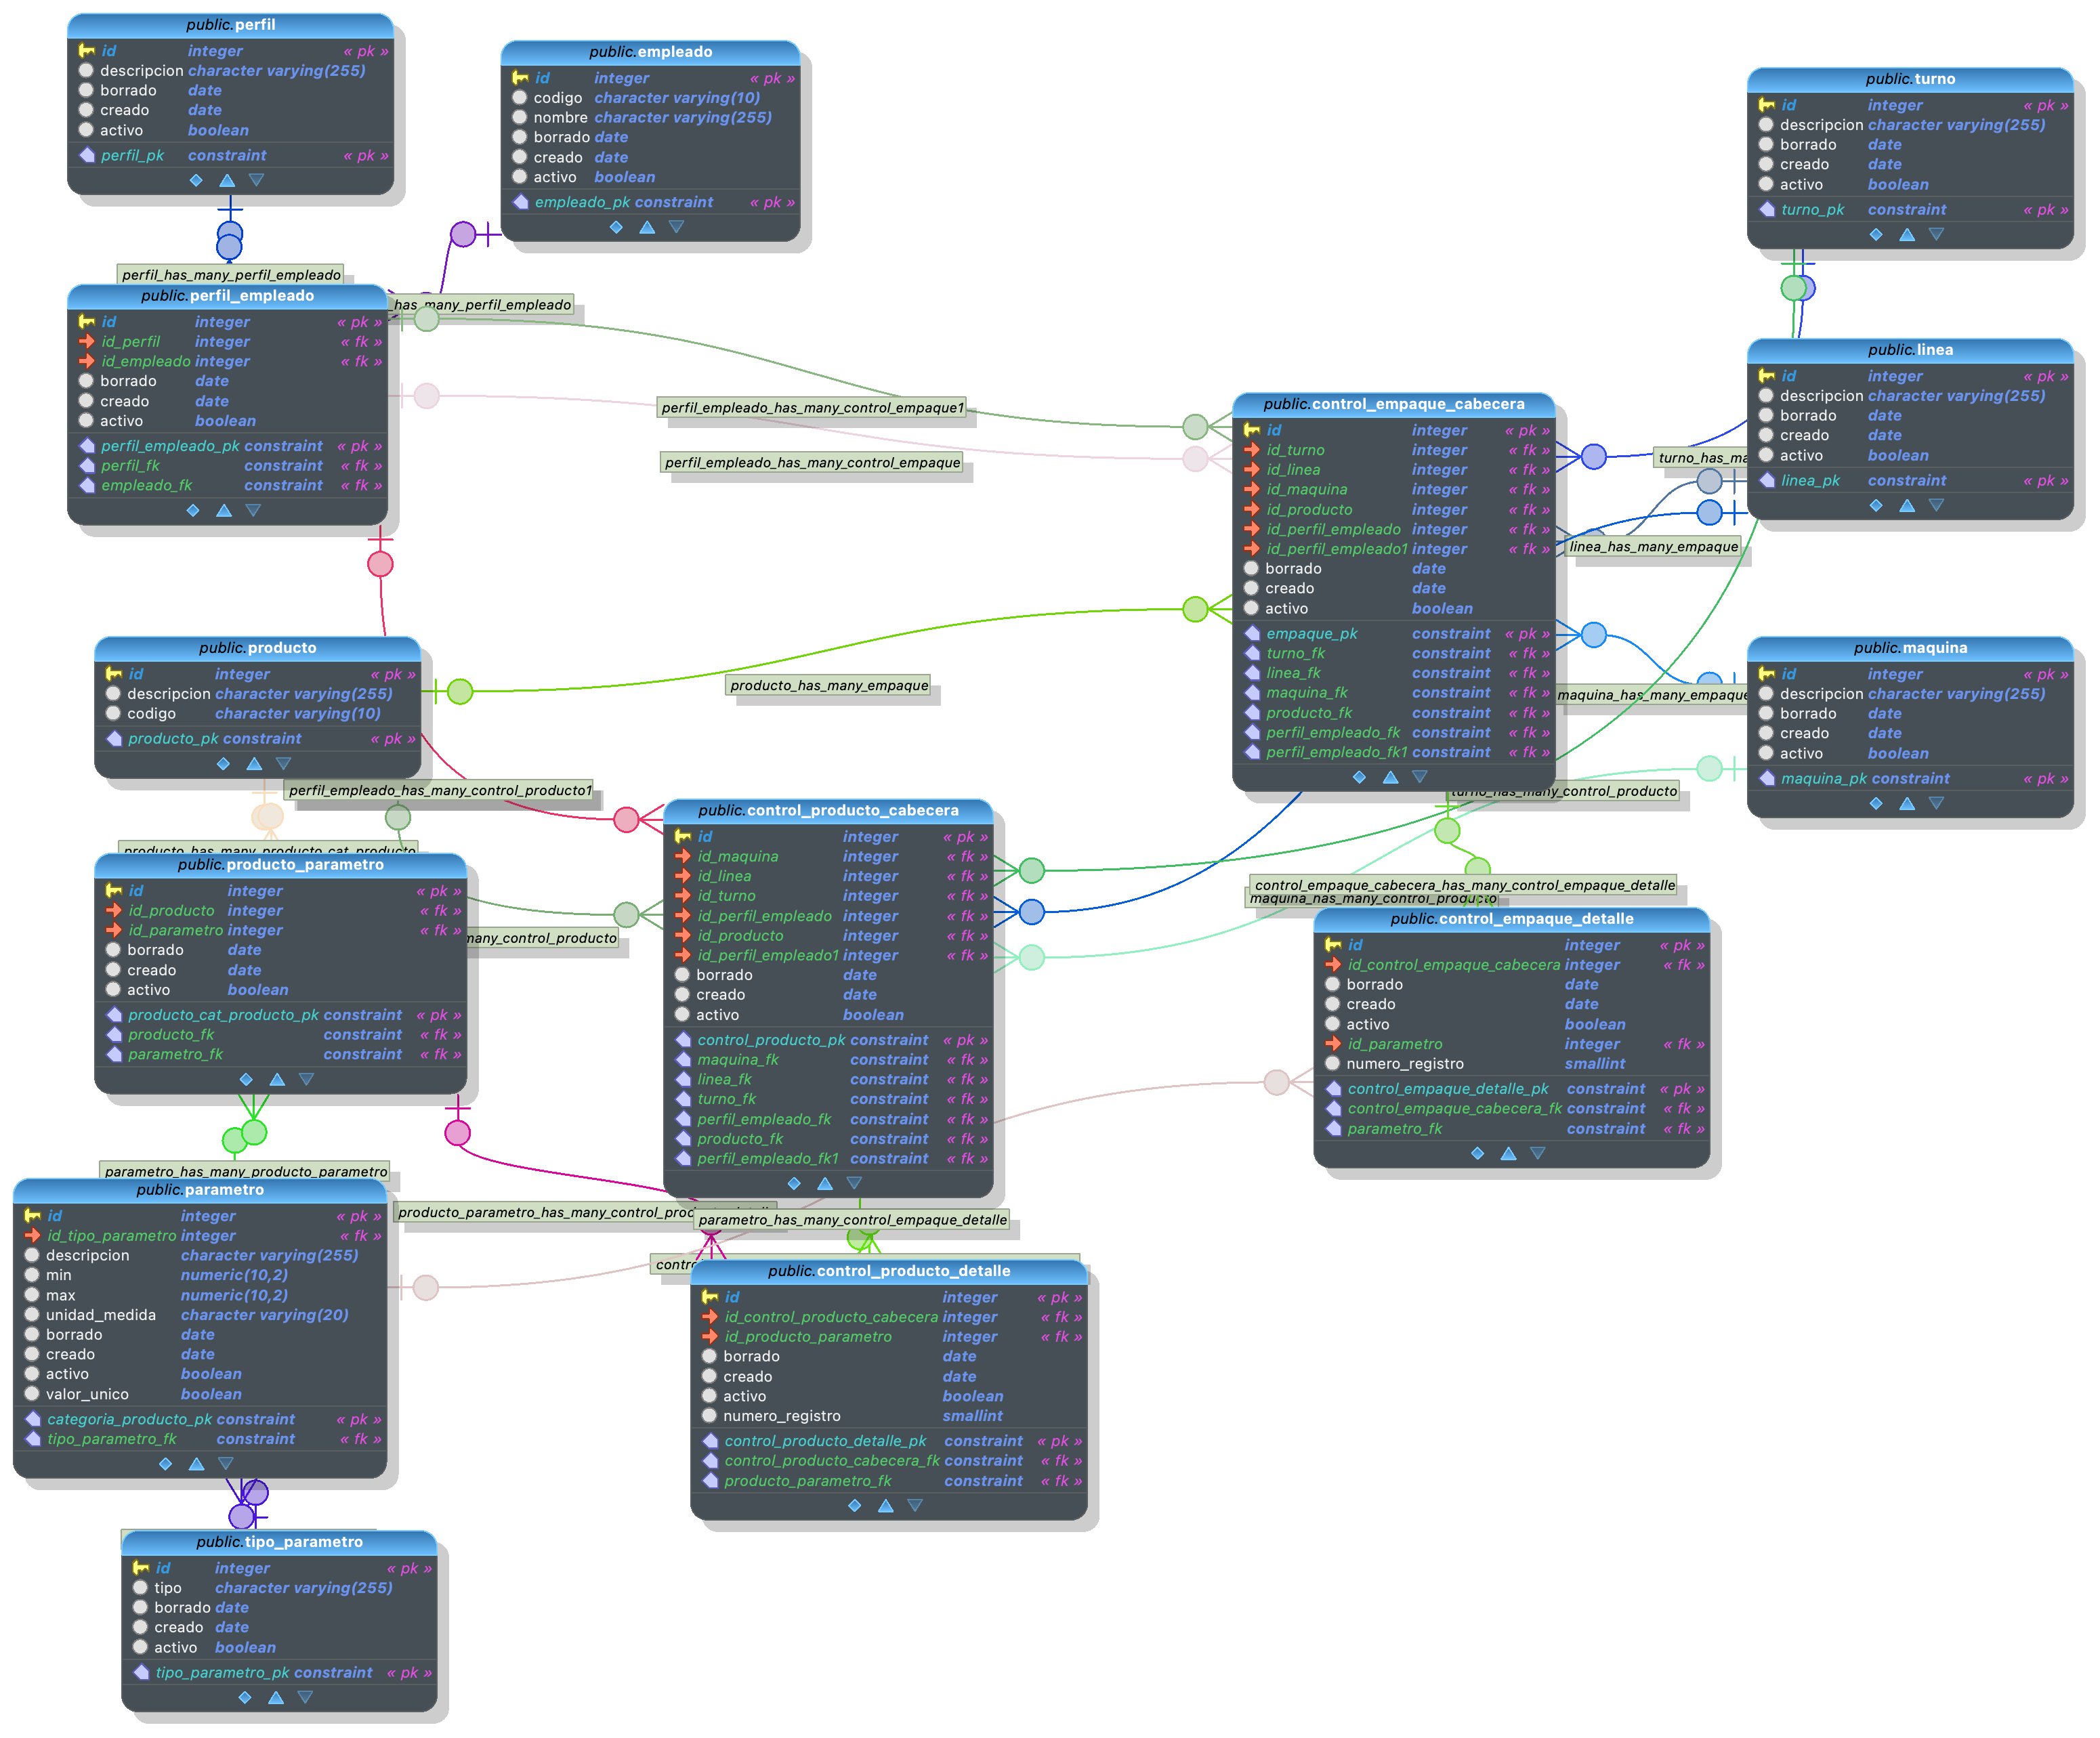 public.perfil
id integer « pk »
descripcion character varying(255)
borrado date
creado date
activo boolean
perfil_pk constraint « pk »
public.empleado
id integer « pk »
codigo character varying(10)
nombre character varying(255)
borrado date
creado date
activo boolean
empleado_pk constraint « pk »
public.turno
id integer « pk »
descripcion character varying(255)
borrado date
creado date
activo boolean
turno_pk constraint « pk »
perfil_has_many_perfil_empleado
has_many_perfil_empleado
public.perfil_empleado
id integer « pk »
id_perfil integer « fk »
id_empleado integer « fk »
borrado date
creado date
activo boolean
perfil_empleado_pk constraint « pk »
perfil_fk constraint « fk »
empleado_fk constraint « fk »
perfil_empleado_has_many_control_empaque1
perfil_empleado_has_many_control_empaque
public.control_empaque_cabecera
id integer « pk »
id_turno integer « fk »
id_linea integer « fk »
id_maquina integer « fk »
id_producto integer « fk »
id_perfil_empleado integer « fk »
id_perfil_empleado1 integer « fk »
borrado date
creado date
activo boolean
empaque_pk constraint « pk »
turno_fk constraint « fk »
linea_fk constraint « fk »
maquina_fk constraint « fk »
producto_fk constraint « fk »
perfil_empleado_fk constraint « fk »
perfil_empleado_fk1 constraint « fk »
public.linea
id integer « pk »
descripcion character varying(255)
borrado date
creado date
activo boolean
linea_pk constraint « pk »
turno_has_ma
linea_has_many_empaque
public.producto
id integer « pk »
descripcion character varying(255)
codigo character varying(10)
producto_pk constraint « pk »
producto_has_many_empaque
maquina_has_many_empaque
public.maquina
id integer « pk »
descripcion character varying(255)
borrado date
creado date
activo boolean
maquina_pk constraint « pk »
perfil_empleado_has_many_control_producto1
turno_has_many_control_producto
producto_has_many_producto_cat_producto
public.producto_parametro
id integer « pk »
id_producto integer « fk »
id_parametro integer « fk »
borrado date
creado date
activo boolean
producto_cat_producto_pk constraint « pk »
producto_fk constraint « fk »
parametro_fk constraint « fk »
many_control_producto
public.control_producto_cabecera
id integer « pk »
id_maquina integer « fk »
id_linea integer « fk »
id_turno integer « fk »
id_perfil_empleado integer « fk »
id_producto integer « fk »
id_perfil_empleado1 integer « fk »
borrado date
creado date
activo boolean
control_producto_pk constraint « pk »
maquina_fk constraint « fk »
linea_fk constraint « fk »
turno_fk constraint « fk »
perfil_empleado_fk constraint « fk »
producto_fk constraint « fk »
perfil_empleado_fk1 constraint « fk »
control_empaque_cabecera_has_many_control_empaque_detalle
maquina_has_many_control_producto
public.control_empaque_detalle
id integer « pk »
id_control_empaque_cabecera integer « fk »
borrado date
creado date
activo boolean
id_parametro integer « fk »
numero_registro smallint
control_empaque_detalle_pk constraint « pk »
control_empaque_cabecera_fk constraint « fk »
parametro_fk constraint « fk »
parametro_has_many_producto_parametro
public.parametro
id integer « pk »
id_tipo_parametro integer « fk »
descripcion character varying(255)
min numeric(10,2)
max numeric(10,2)
unidad_medida character varying(20)
borrado date
creado date
activo boolean
valor_unico boolean
categoria_producto_pk constraint « pk »
tipo_parametro_fk constraint « fk »
producto_parametro_has_many_control_prod
parametro_has_many_control_empaque_detalle
contro
public.control_producto_detalle
id integer « pk »
id_control_producto_cabecera integer « fk »
id_producto_parametro integer « fk »
borrado date
creado date
activo boolean
numero_registro smallint
control_producto_detalle_pk constraint « pk »
control_producto_cabecera_fk constraint « fk »
producto_parametro_fk constraint « fk »
public.tipo_parametro
id integer « pk »
tipo character varying(255)
borrado date
creado date
activo boolean
tipo_parametro_pk constraint « pk »